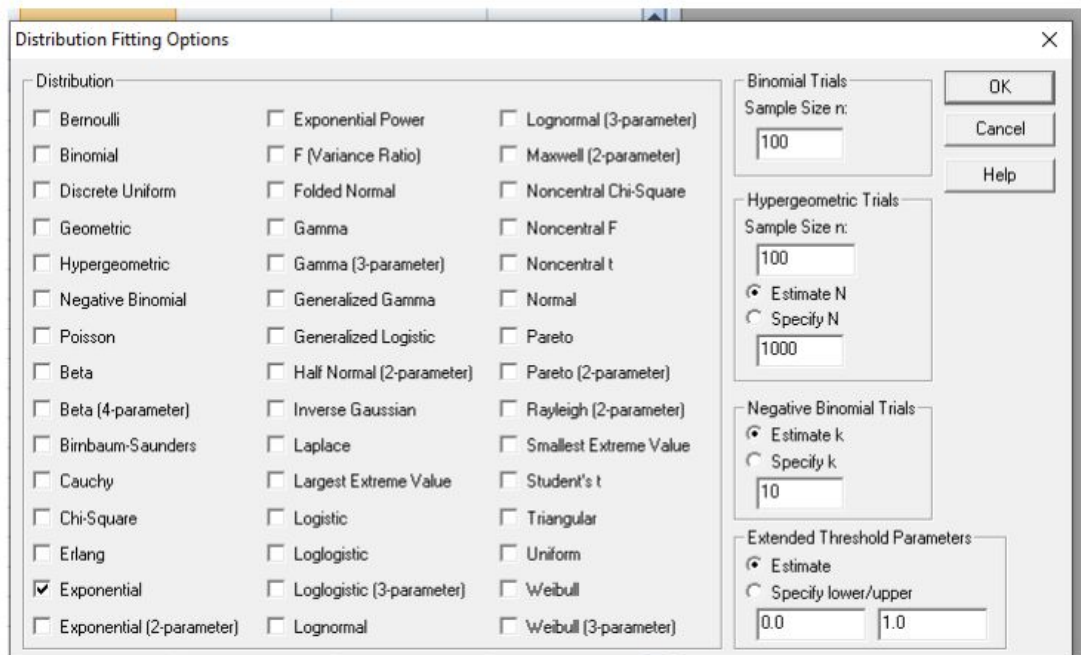 Distribution Fitting Options
Distribution
Bernoulli
Binomial
Discrete Uniform
Geometric
Hypergeometric
Negative Binomial
Poisson
Beta
Beta (4-parameter)
Birnbaum-Saunders
Cauchy
Chi-Square
Erlang
Exponential
Exponential (2-parameter)
Exponential Power
F (Variance Ratio)
Folded Normal
Gamma
Gamma (3-parameter)
Generalized Gamma
Generalized Logistic
Half Normal (2-parameter)
Inverse Gaussian
Laplace
Largest Extreme Value
Logistic
Loglogistic
Loglogistic (3-parameter)
Lognormal
Lognormal (3-parameter)
Maxwell (2-parameter)
Noncentral Chi-Square
Noncentral F
Noncentral t
Normal
Pareto
Pareto (2-parameter)
Rayleigh (2-parameter)
Smallest Extreme Value
Student's t
Triangular
Uniform
Weibull
Weibull (3-parameter)
Binomial Trials
Sample Size n:
100
Hypergeometric Trials
Sample Size n:
100
Estimate N
Specify N
1000
Negative Binomial Trials
Estimate k
Specify k
10
Extended Threshold Parameters
Estimate
Specify lower/upper
0.0 1.0
OK
Cancel
Help